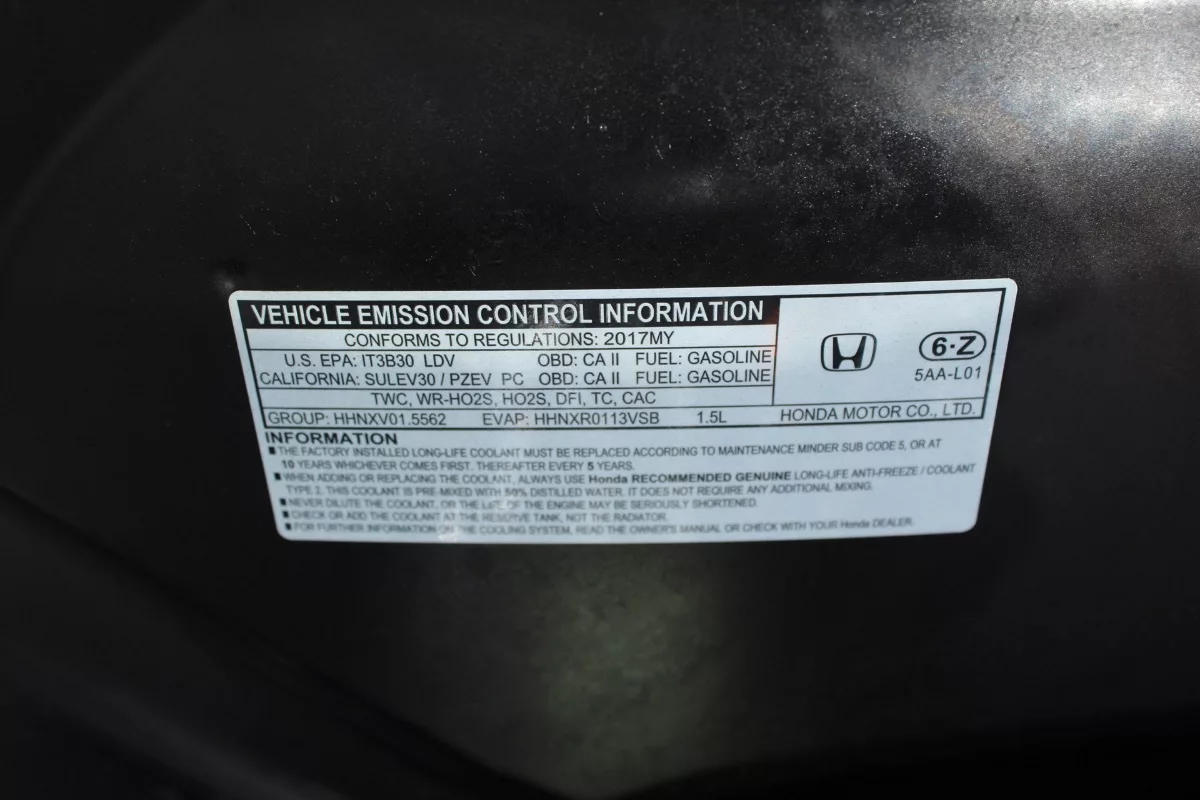 VEHICLE EMISSION CONTROL INFORMATION
CONFORMS TO REGULATIONS: 2017MY
U.S. EPA: IT3B30 LDV OBD: CA II FUEL: GASOLINE
CALIFORNIA: SULEV30 / PZEV PC OBD: CA II FUEL: GASOLINE
TWC, WR-HO2S, HO2S, DFI, TC, CAC
GROUP: HHNXV01.5562 EVAP: HHNXR0113VSB 1.5L
6·Z
5AA-L01
HONDA MOTOR CO., LTD.
INFORMATION
■ THE FACTORY INSTALLED LONG-LIFE COOLANT MUST BE REPLACED ACCORDING TO MAINTENANCE MINDER SUB CODE 5, OR AT
10 YEARS WHICHEVER COMES FIRST. THEREAFTER EVERY 5 YEARS.
■ WHEN ADDING OR REPLACING THE COOLANT, ALWAYS USE Honda RECOMMENDED GENUINE LONG-LIFE ANTI-FREEZE / COOLANT
TYPE 2. THIS COOLANT IS PRE-MIXED WITH 50% DISTILLED WATER. IT DOES NOT REQUIRE ANY ADDITIONAL MIXING.
■ NEVER DILUTE THE COOLANT, OR THE LIFE OF THE ENGINE MAY BE SERIOUSLY SHORTENED.
■ CHECK OR ADD THE COOLANT AT THE RESERVE TANK, NOT THE RADIATOR.
■ FOR FURTHER INFORMATION ON THE COOLING SYSTEM, READ THE OWNER'S MANUAL OR CHECK WITH YOUR Honda DEALER.